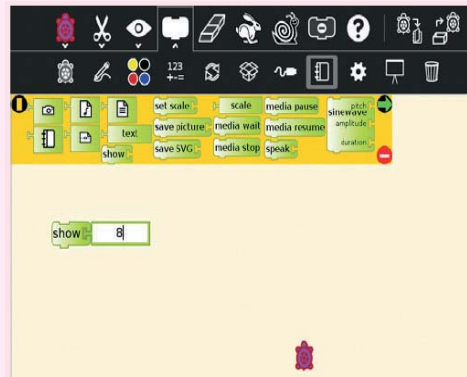 ?
123
+-=
set scale
scale
media pause
pitch
sinewave
amplitude
duration
save picture
media wait
media resume
text
show
save SVG
media stop
speak
show 8